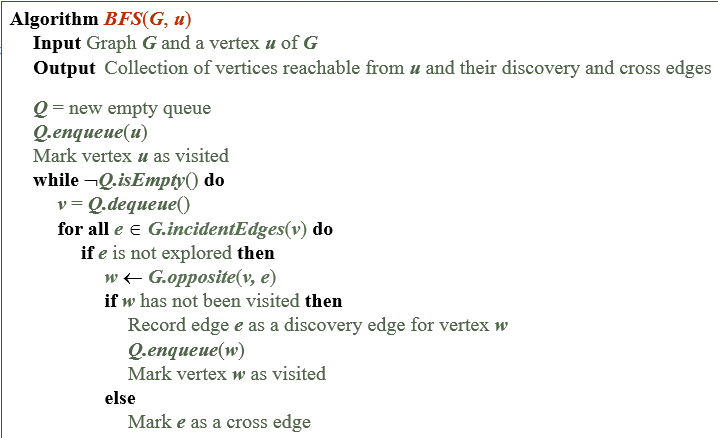 Algorithm BFS(G, u)
Input Graph G and a vertex u of G
Output Collection of vertices reachable from u and their discovery and cross edges
Q = new empty queue
Q.enqueue(u)
Mark vertex u as visited
while ¬Q.isEmpty() do
v = Q.dequeue()
for all e ∈ G.incidentEdges(v) do
if e is not explored then
w ← G.opposite(v, e)
if w has not been visited then
Record edge e as a discovery edge for vertex w
Q.enqueue(w)
Mark vertex w as visited
else
Mark e as a cross edge